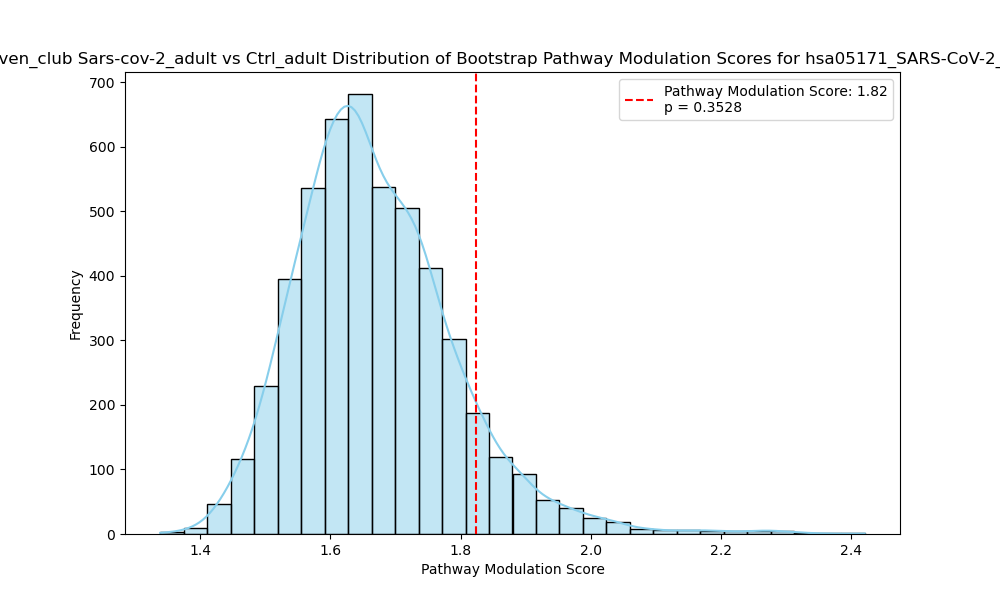 ven_club Sars-cov-2_adult vs Ctrl_adult Distribution of Bootstrap Pathway Modulation Scores for hsa05171_SARS-CoV-2_
Pathway Modulation Score: 1.82
p = 0.3528
700
600
500
400
300
200
100
0
Frequency
1.4
1.6
1.8
2.0
2.2
2.4
Pathway Modulation Score